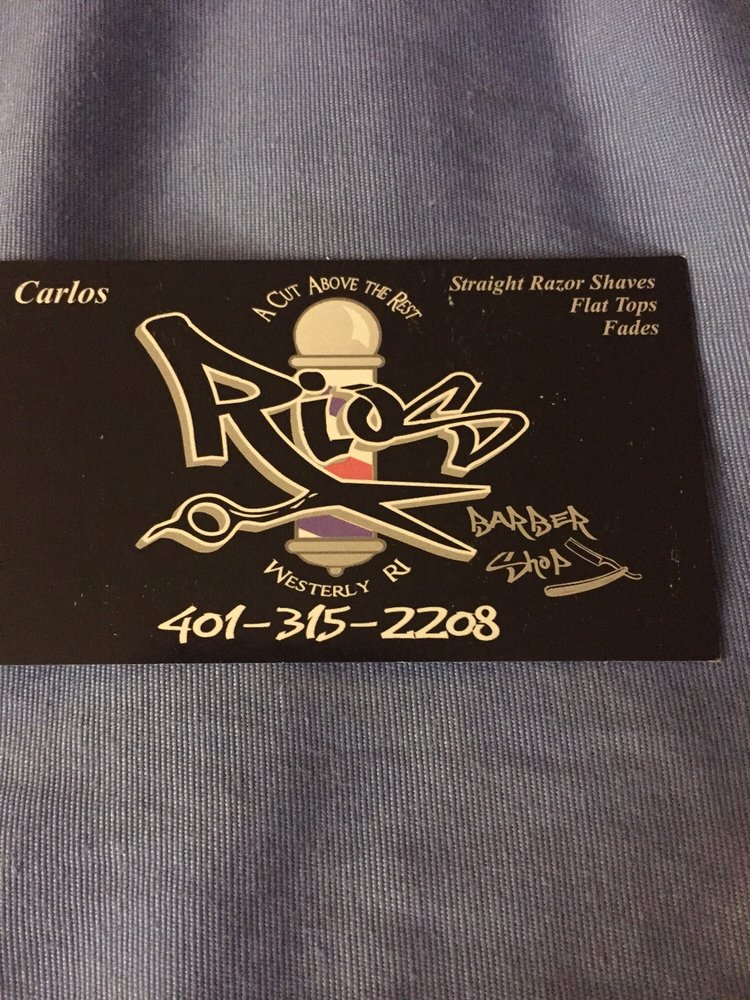 Carlos
A Cut Above the Rest
Straight Razor Shaves
Flat Tops
Fades
Rios
Barber
Shop
Westerly RI
401-315-2208